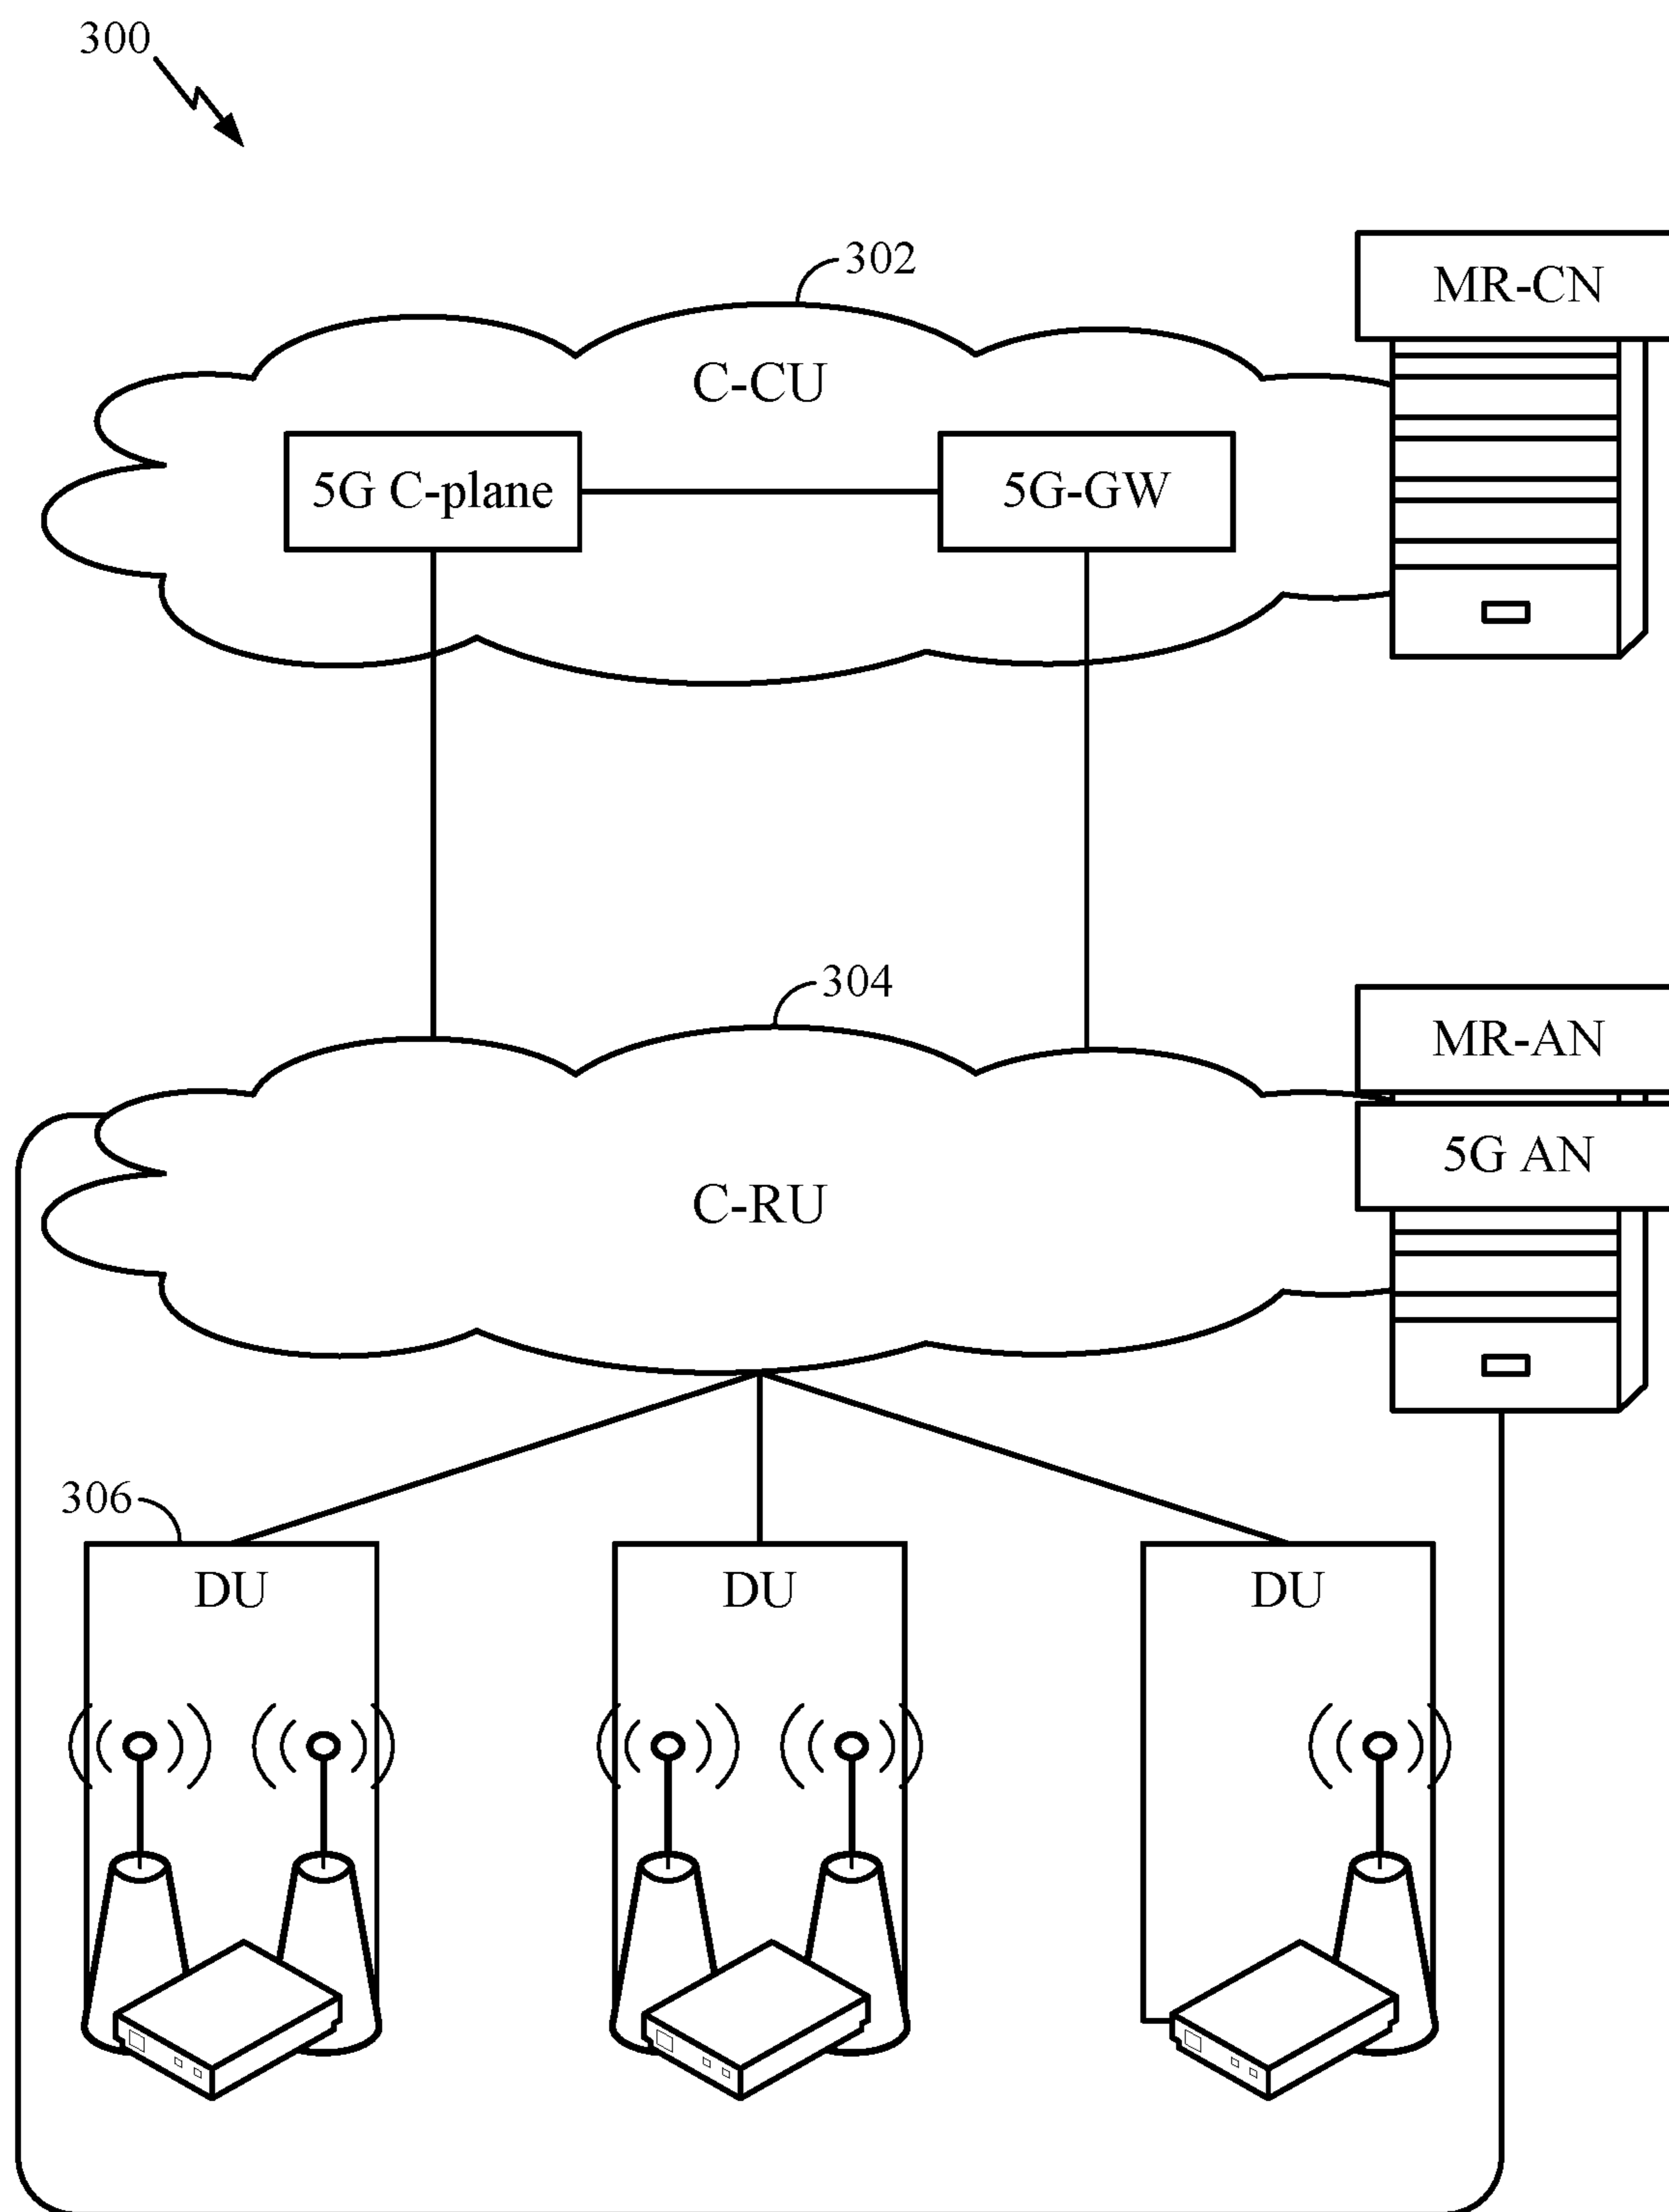 300
302
MR-CN
C-CU
5G C-plane
5G-GW
304
MR-AN
5G AN
C-RU
306
DU
DU
DU